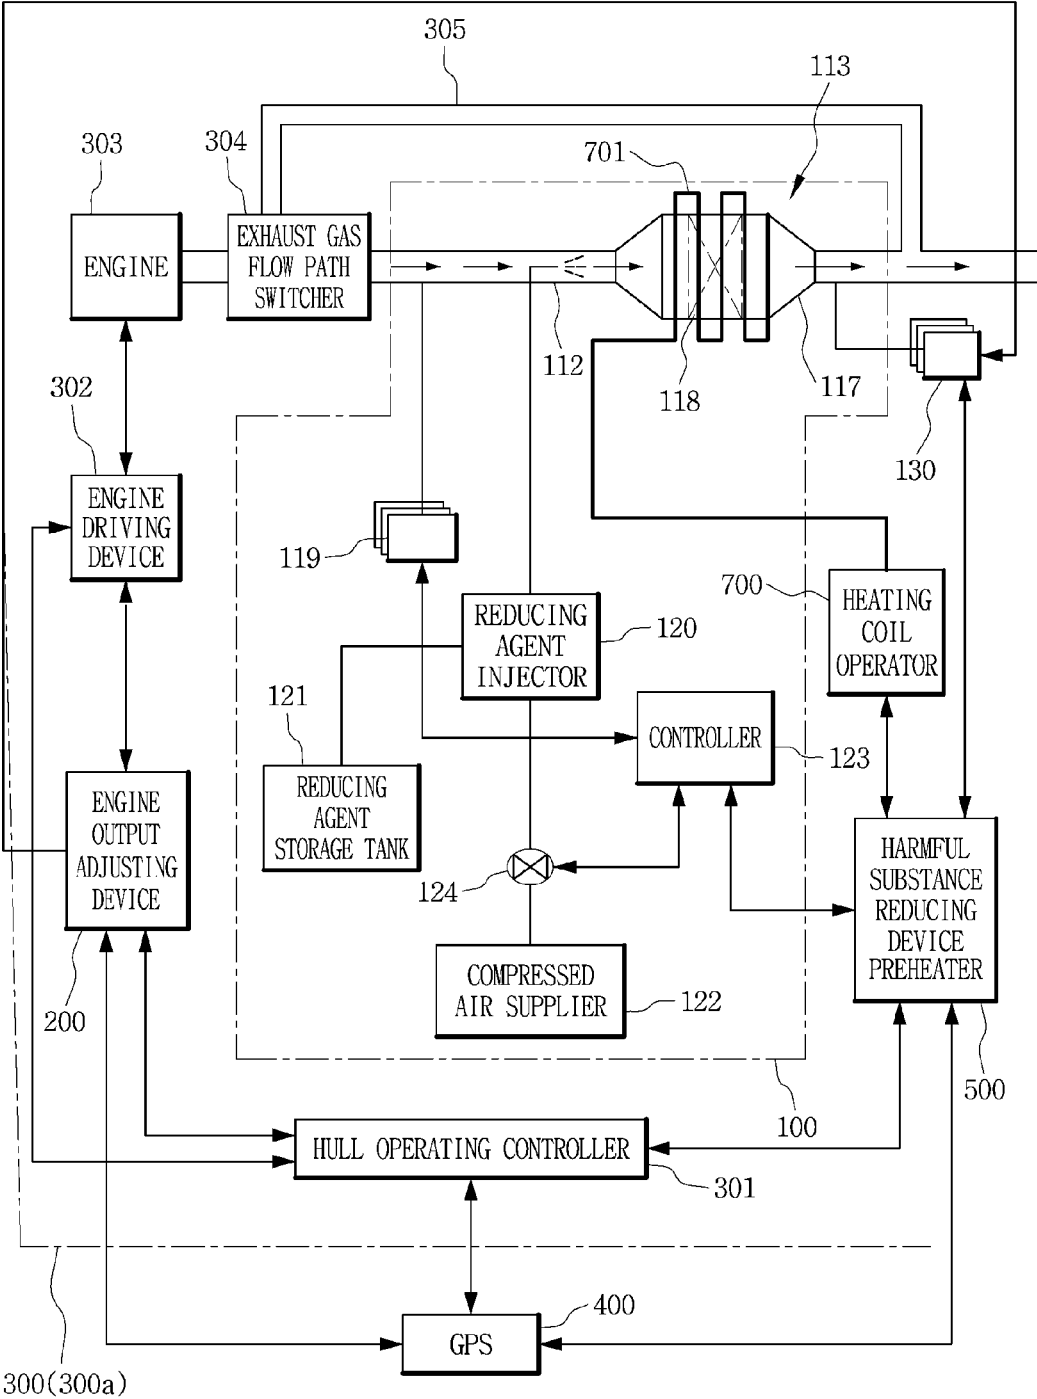 305
113
303
304
701
ENGINE
EXHAUST GAS
FLOW PATH
SWITCHER
112
118
117
130
302
ENGINE
DRIVING
DEVICE
119
REDUCING
AGENT
INJECTOR
120
700
HEATING
COIL
OPERATOR
121
REDUCING
AGENT
STORAGE TANK
CONTROLLER
123
ENGINE
OUTPUT
ADJUSTING
DEVICE
200
124
COMPRESSED
AIR SUPPLIER
122
HARMFUL
SUBSTANCE
REDUCING
DEVICE
PREHEATER
500
100
HULL OPERATING CONTROLLER
301
GPS
400
300(300a)